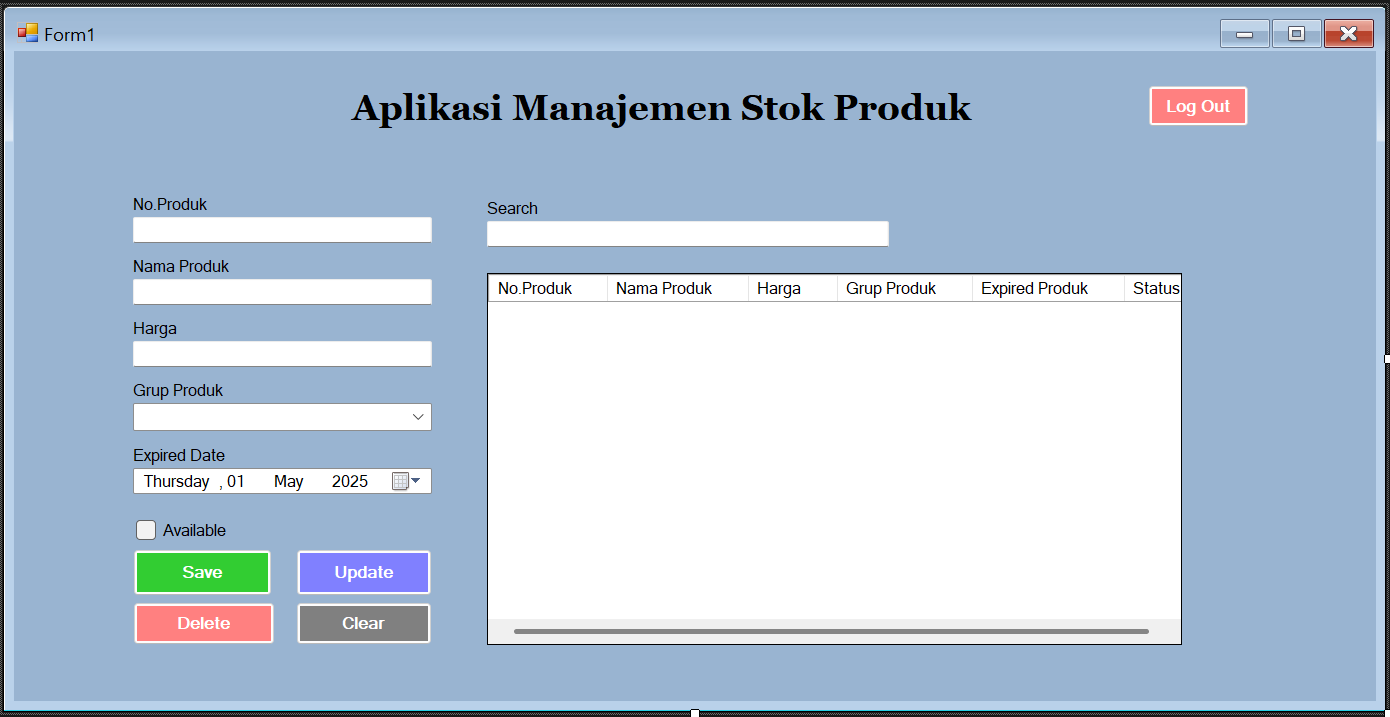 Form1
Aplikasi Manajemen Stok Produk
Log Out
No.Produk
Nama Produk
Harga
Grup Produk
Expired Date
Thursday , 01 May 2025
Available
Save Update
Delete Clear
Search
No.Produk Nama Produk Harga Grup Produk Expired Produk Status